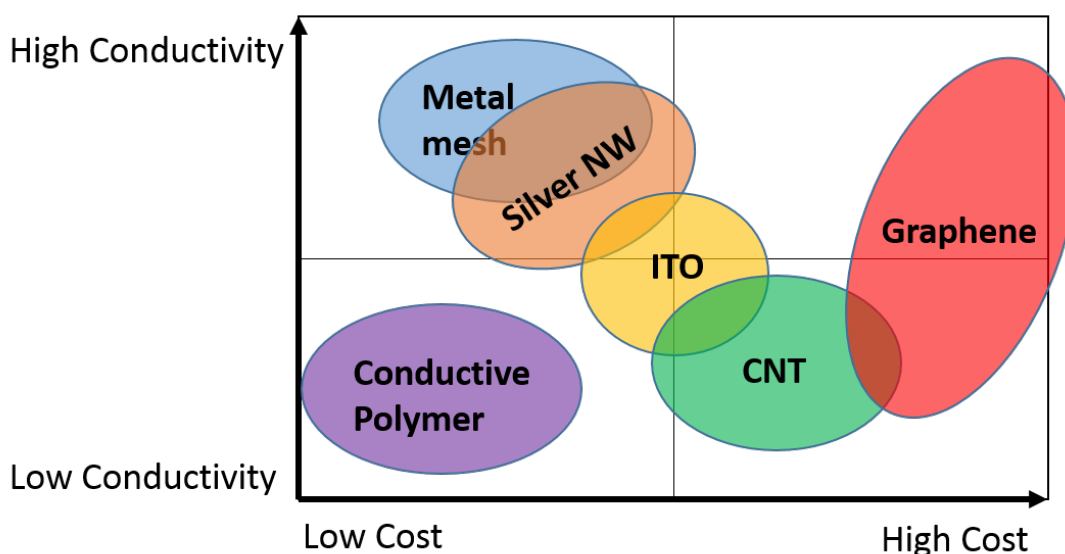 High Conductivity
Metal
mesh
Silver NW
Graphene
ITO
CNT
Conductive
Polymer
Low Conductivity
Low Cost
High Cost